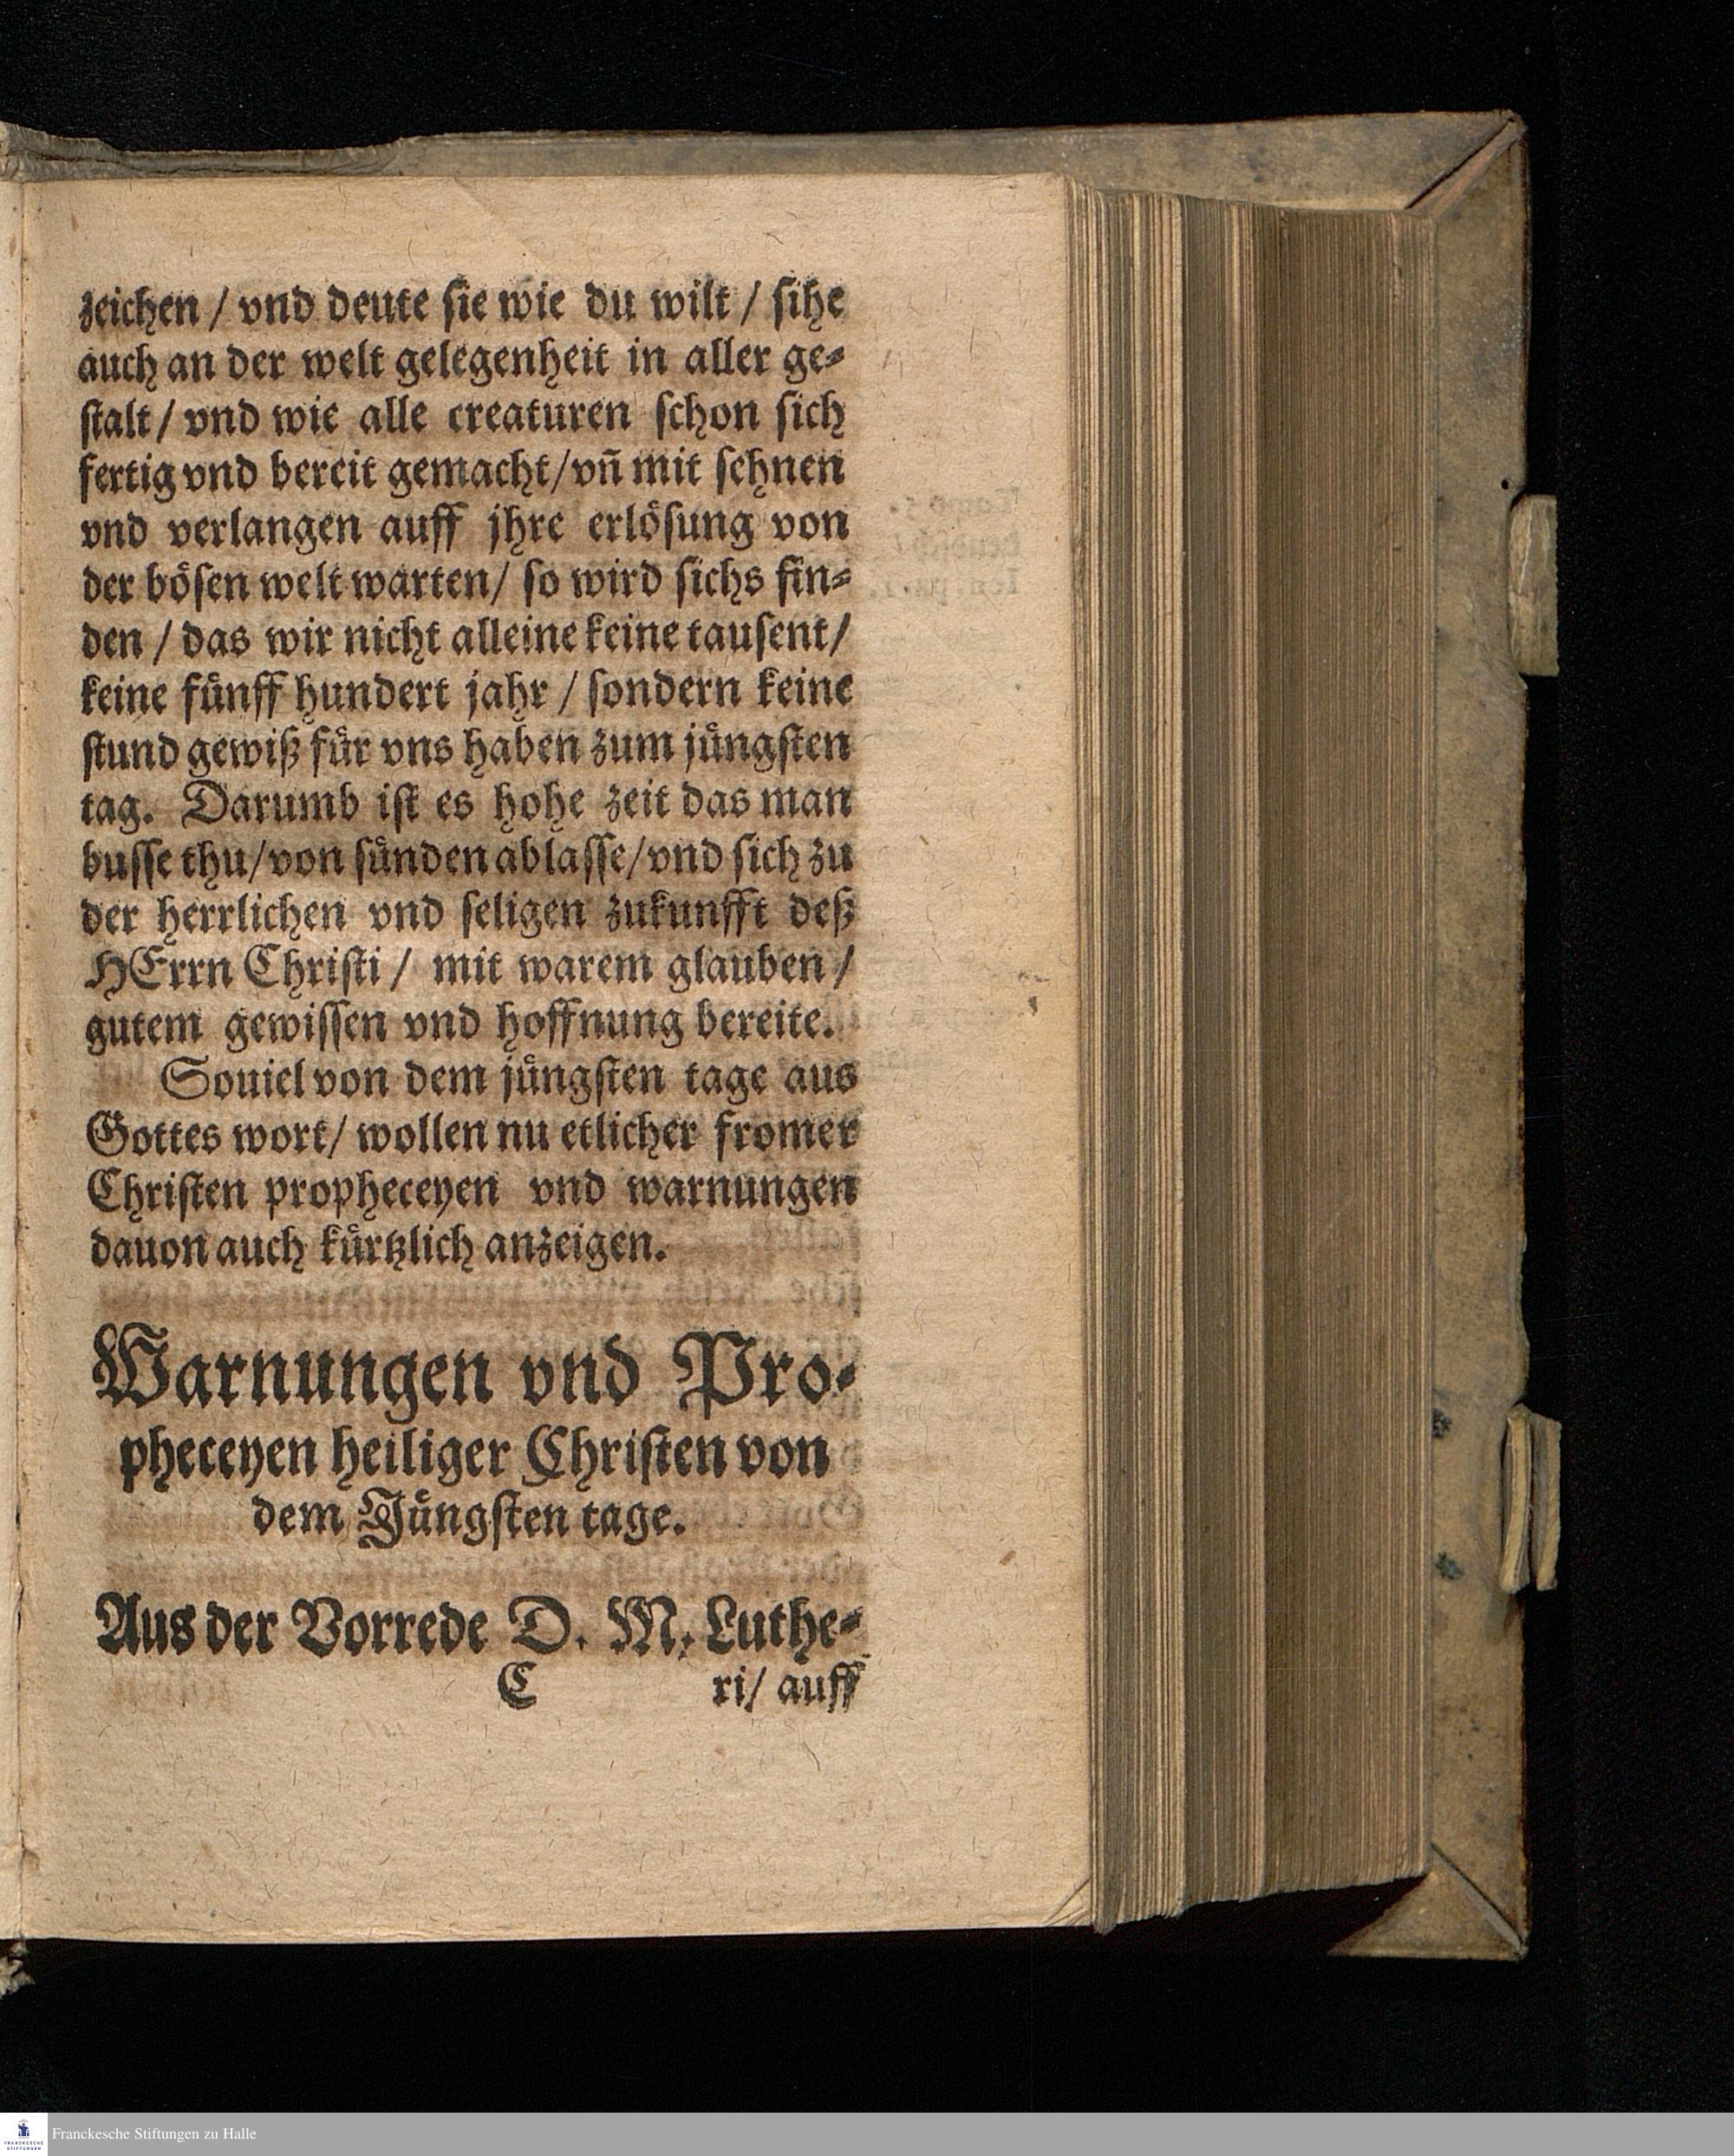 zeichen / vnd deute sie wie du wilt / sihe
auch an der welt gelegenheit in aller ge-
stalt / vnd wie alle creaturen schon sich
fertig vnd bereit gemacht / vñ mit sehnen
vnd verlangen auff jhre erlösung von
der bösen welt warten / so wird sichs fin-
den / das wir nicht alleine keine tausent /
keine fünff hundert jahr / sondern keine
stund gewiß für vns haben zum jüngsten
tag. Darumb ist es hohe zeit das man
busse thu / von sünden ablasse / vnd sich zu
der herrlichen vnd seligen zukunfft deß
HErrn Christi / mit warem glauben /
gutem gewissen vnd hoffnung bereite.
Souiel von dem jüngsten tage aus
Gottes wort / wollen nu etlicher fromer
Christen propheceyen vnd warnungen
dauon auch kürtzlich anzeigen.
Warnungen vnd Pro-
pheceyen heiliger Christen von
dem Jüngsten tage.
Aus der Vorrede D. M. Luthe-
C ri / auff
Franckesche Stiftungen zu Halle